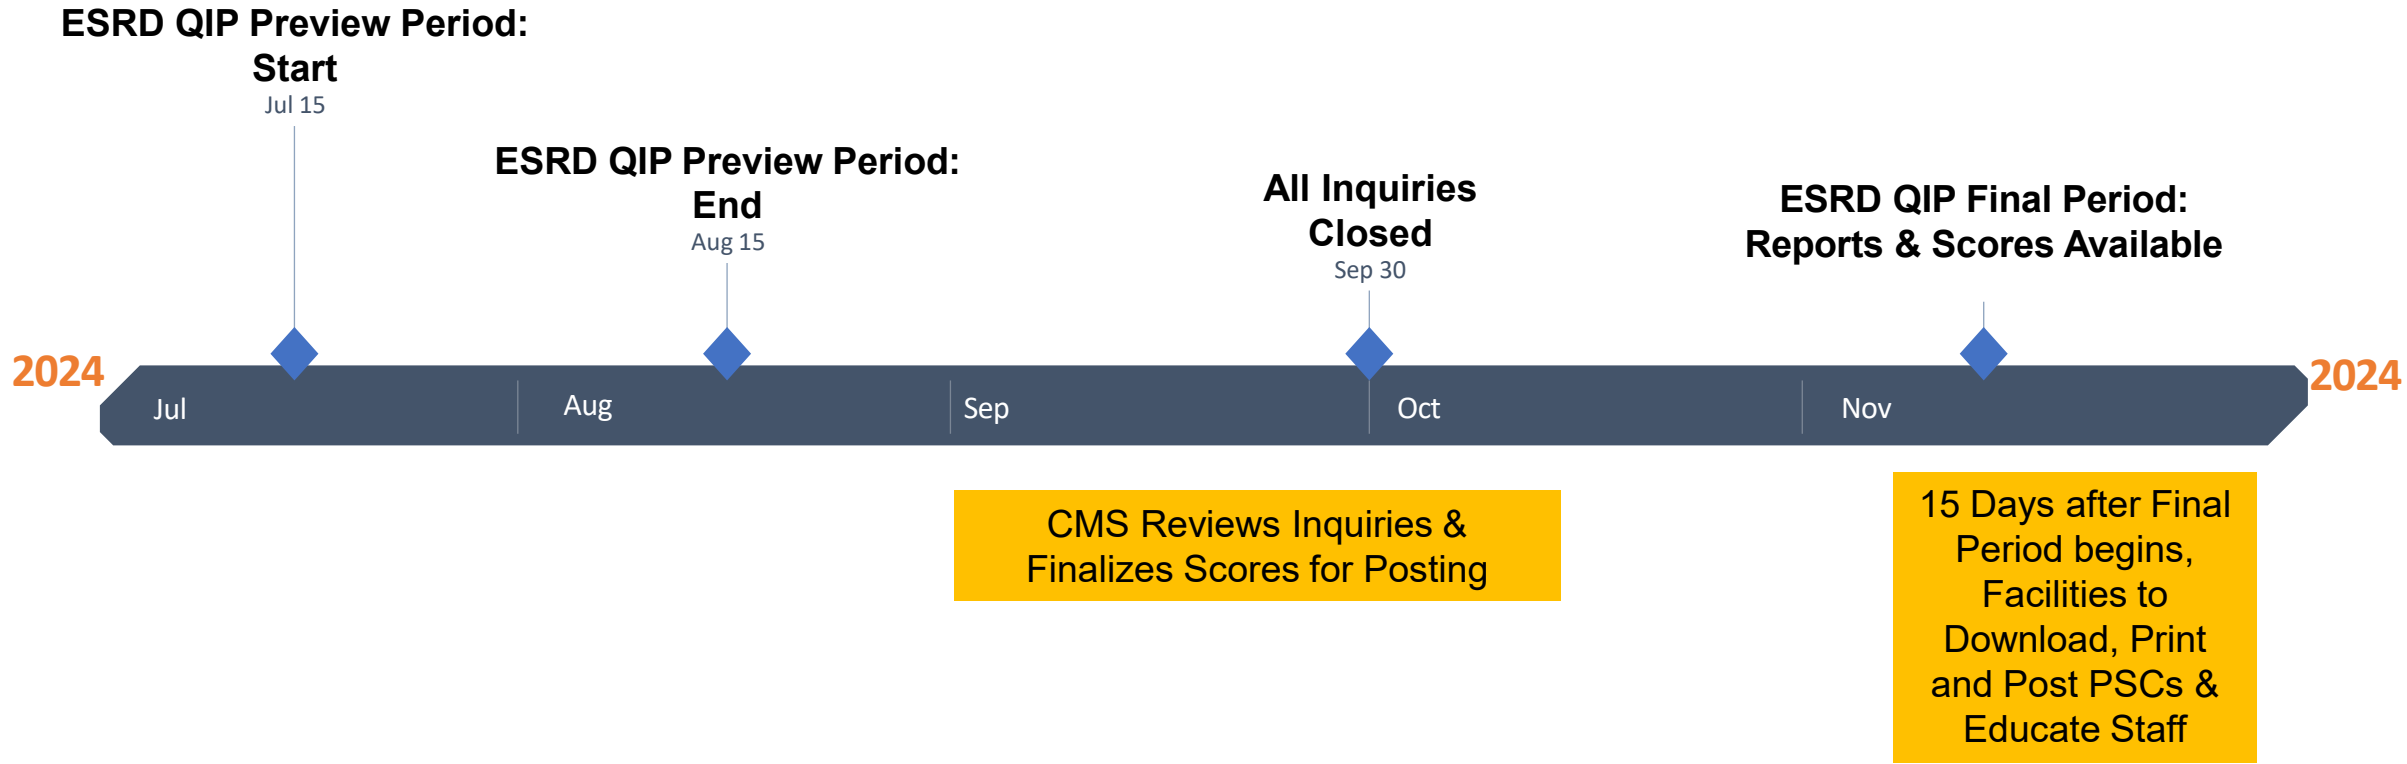 ESRD QIP Preview Period:
Start
Jul 15
ESRD QIP Preview Period:
End
Aug 15
All Inquiries
Closed
Sep 30
ESRD QIP Final Period:
Reports & Scores Available
2024
Jul
Aug
Sep
Oct
Nov
2024
CMS Reviews Inquiries &
Finalizes Scores for Posting
15 Days after Final
Period begins,
Facilities to
Download, Print
and Post PSCs &
Educate Staff